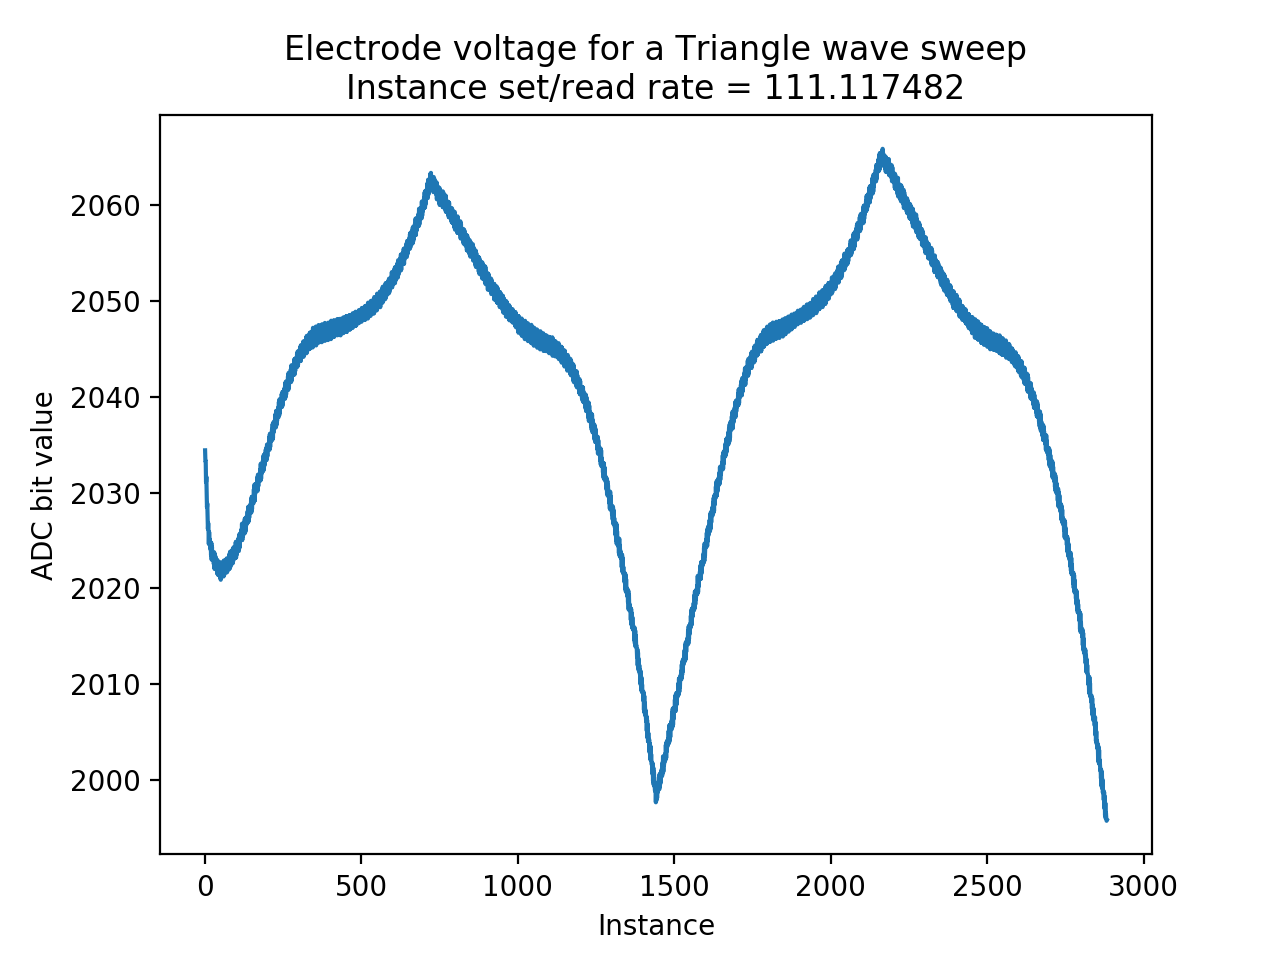 Electrode voltage for a Triangle wave sweep
Instance set/read rate = 111.117482
ADC bit value
2060
2050
2040
2030
2020
2010
2000
0 500 1000 1500 2000 2500 3000
Instance